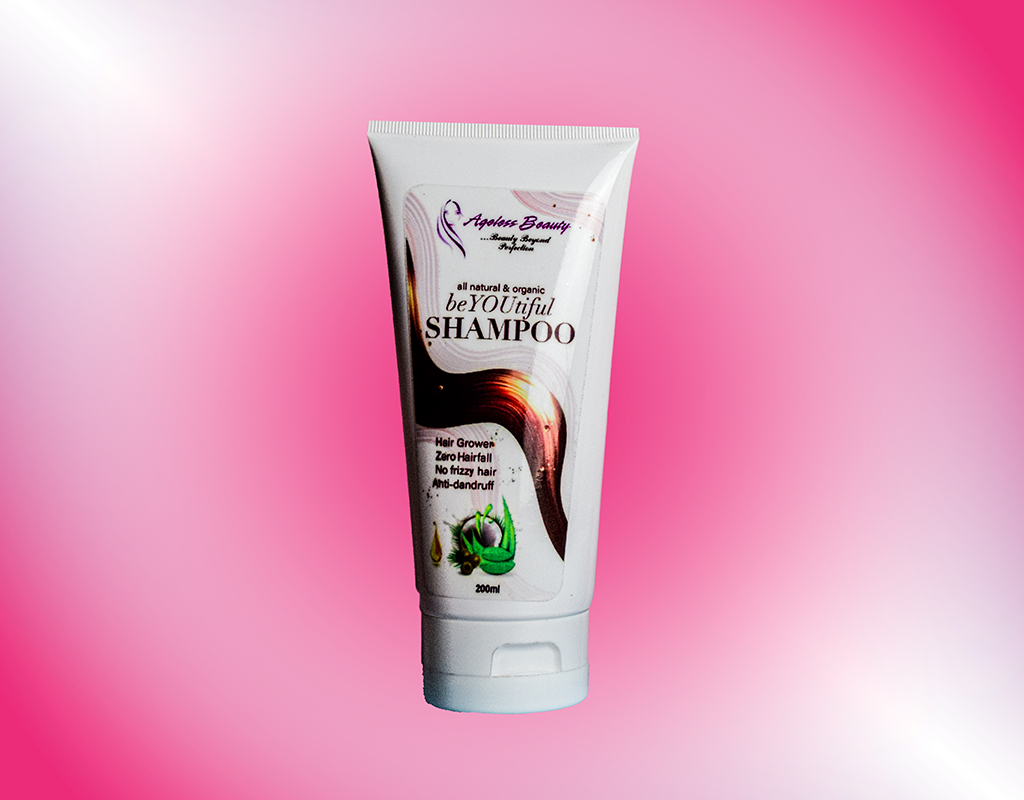 Ageless Beauty
...Beauty Beyond
Perfection
all natural & organic
beYOUtiful
SHAMPOO
Hair Grower
Zero Hairfall
No frizzy hair
Anti-dandruff
200ml